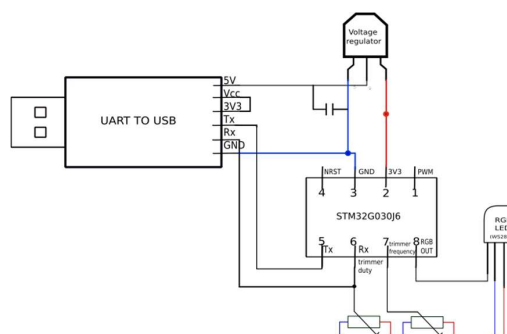 Voltage
regulator
5V
Vcc
3V3
Tx
Rx
GND
UART TO USB
NRST
GND
3V3
PWM
4
3
2
1
STM32G030J6
5
6
7
8
Tx
Rx
trimmer
frequency
RGB
OUT
trimmer
duty
RG
LED